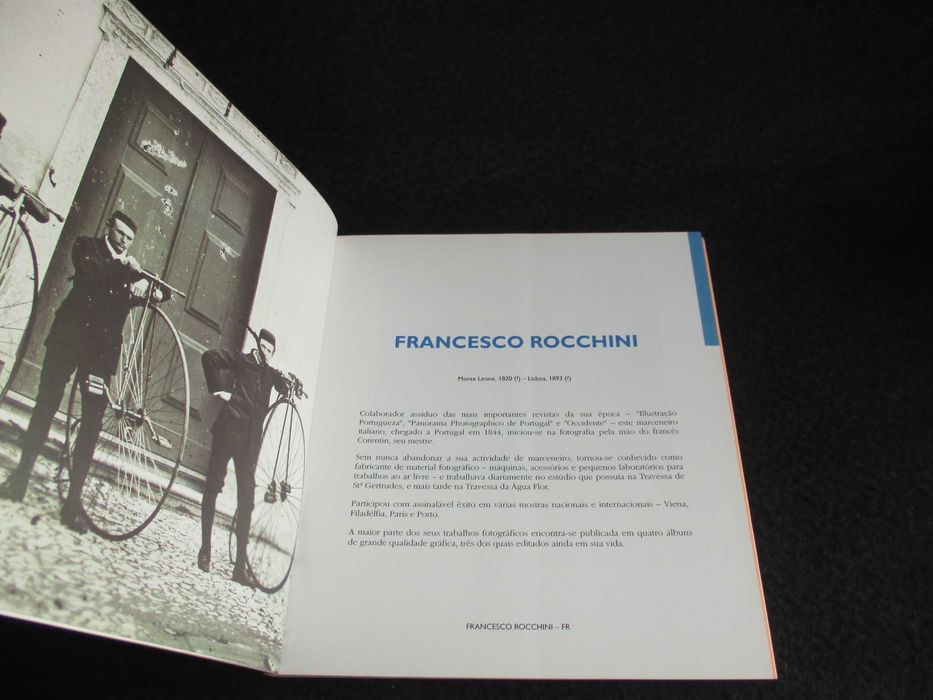 FRANCESCO ROCCHINI
Monte Leone, 1820 (?) – Lisboa, 1893 (?)
Colaborador assíduo das mais importantes revistas da sua época – "Illustração
Portugueza", "Panorama Photographico de Portugal" e "Occidente" – este marceneiro
italiano, chegado a Portugal em 1844, iniciou-se na fotografia pela mão do francês
Corentin, seu mestre.
Sem nunca abandonar a sua actividade de marceneiro, tornou-se conhecido como
fabricante de material fotográfico – máquinas, acessórios e pequenos laboratórios para
trabalhos ao ar livre – e trabalhava diariamente no estúdio que possuia na Travessa de
Stª Gertrudes, e mais tarde na Travessa da Água Flor.
Participou com assinalável êxito em várias mostras nacionais e internacionais – Viena,
Filadélfia, Paris e Porto.
A maior parte dos seus trabalhos fotográficos encontra-se publicada em quatro álbuns
de grande qualidade gráfica, três dos quais editados ainda em sua vida.
FRANCESCO ROCCHINI – FR